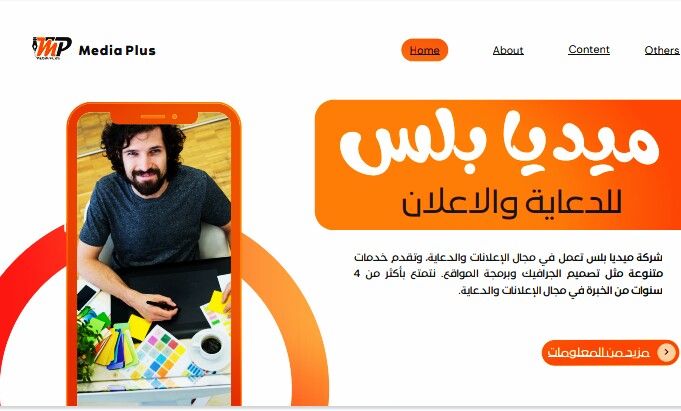 MP
MEDIA PLUS
Media Plus
Home
About
Content
Others
ميديا بلس
للدعاية والاعلان
شركة ميديا بلس تعمل في مجال الإعلانات والدعاية، وتقدم خدمات
متنوعة مثل تصميم الجرافيك وبرمجة المواقع. نتمتع بأكثر من 4
سنوات من الخبرة في مجال الإعلانات والدعاية.
مزيد من المعلومات